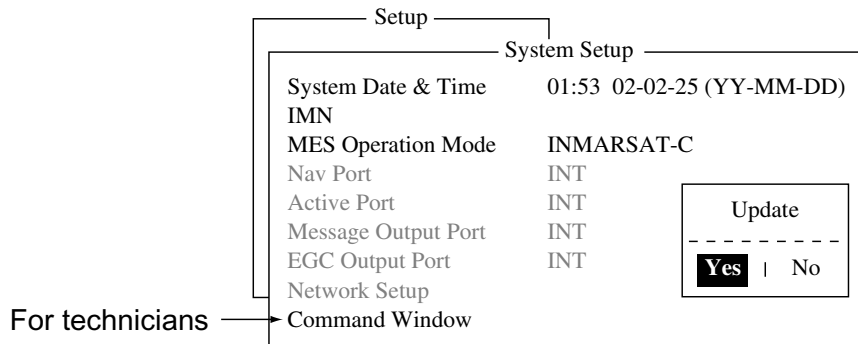 Setup
System Setup
System Date & Time 01:53 02-02-25 (YY-MM-DD)
IMN
MES Operation Mode INMARSAT-C
Nav Port INT
Active Port INT
Message Output Port INT
EGC Output Port INT
Network Setup
For technicians Command Window
Update
Yes | No